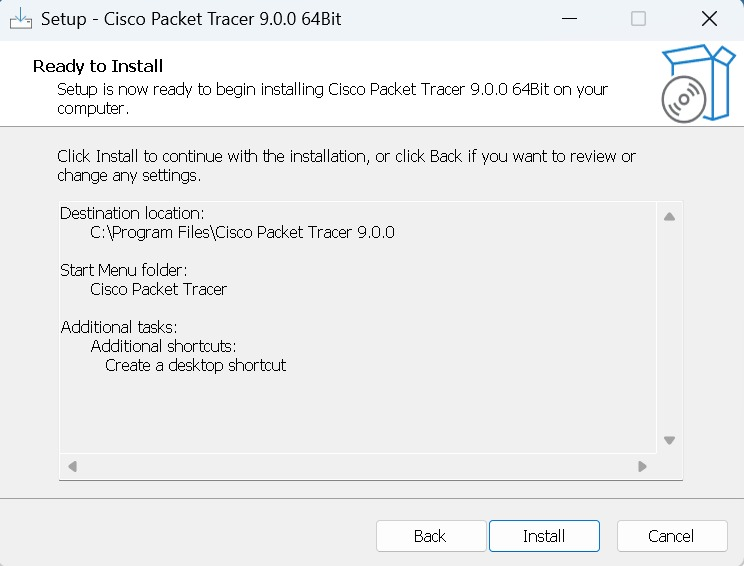 Setup - Cisco Packet Tracer 9.0.0 64Bit
Ready to Install
Setup is now ready to begin installing Cisco Packet Tracer 9.0.0 64Bit on your
computer.
Click Install to continue with the installation, or click Back if you want to review or
change any settings.
Destination location:
C:\Program Files\Cisco Packet Tracer 9.0.0
Start Menu folder:
Cisco Packet Tracer
Additional tasks:
Additional shortcuts:
Create a desktop shortcut
Back
Install
Cancel